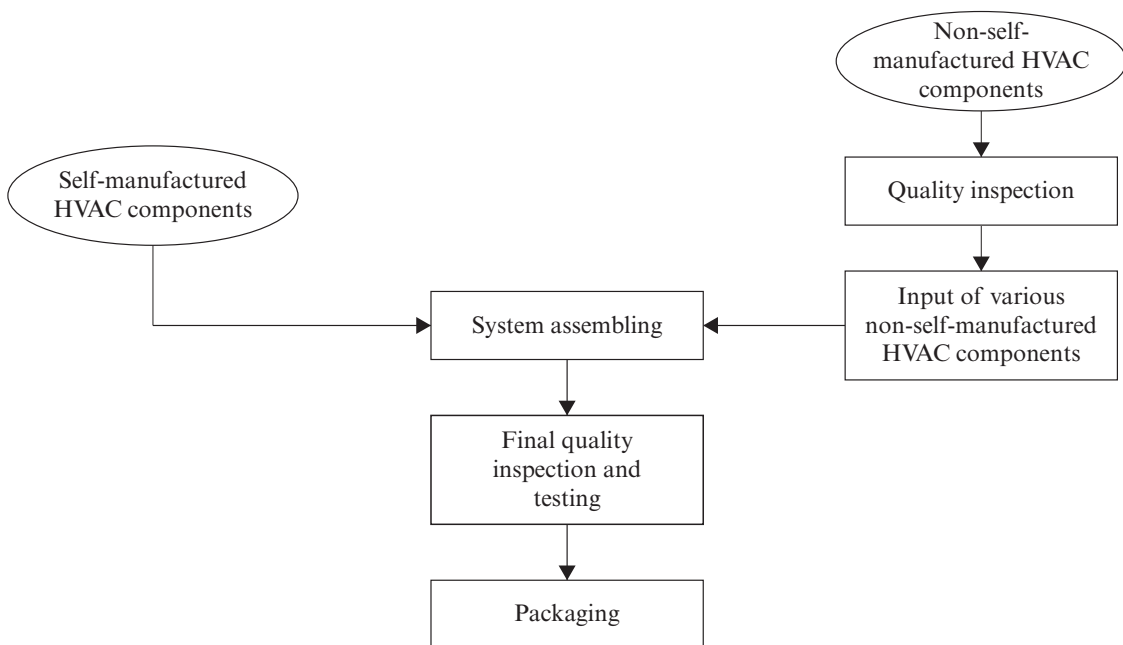 Non-self-
manufactured HVAC
components
Self-manufactured
HVAC components
Quality inspection
Input of various
non-self-manufactured
HVAC components
System assembling
Final quality
inspection and
testing
Packaging